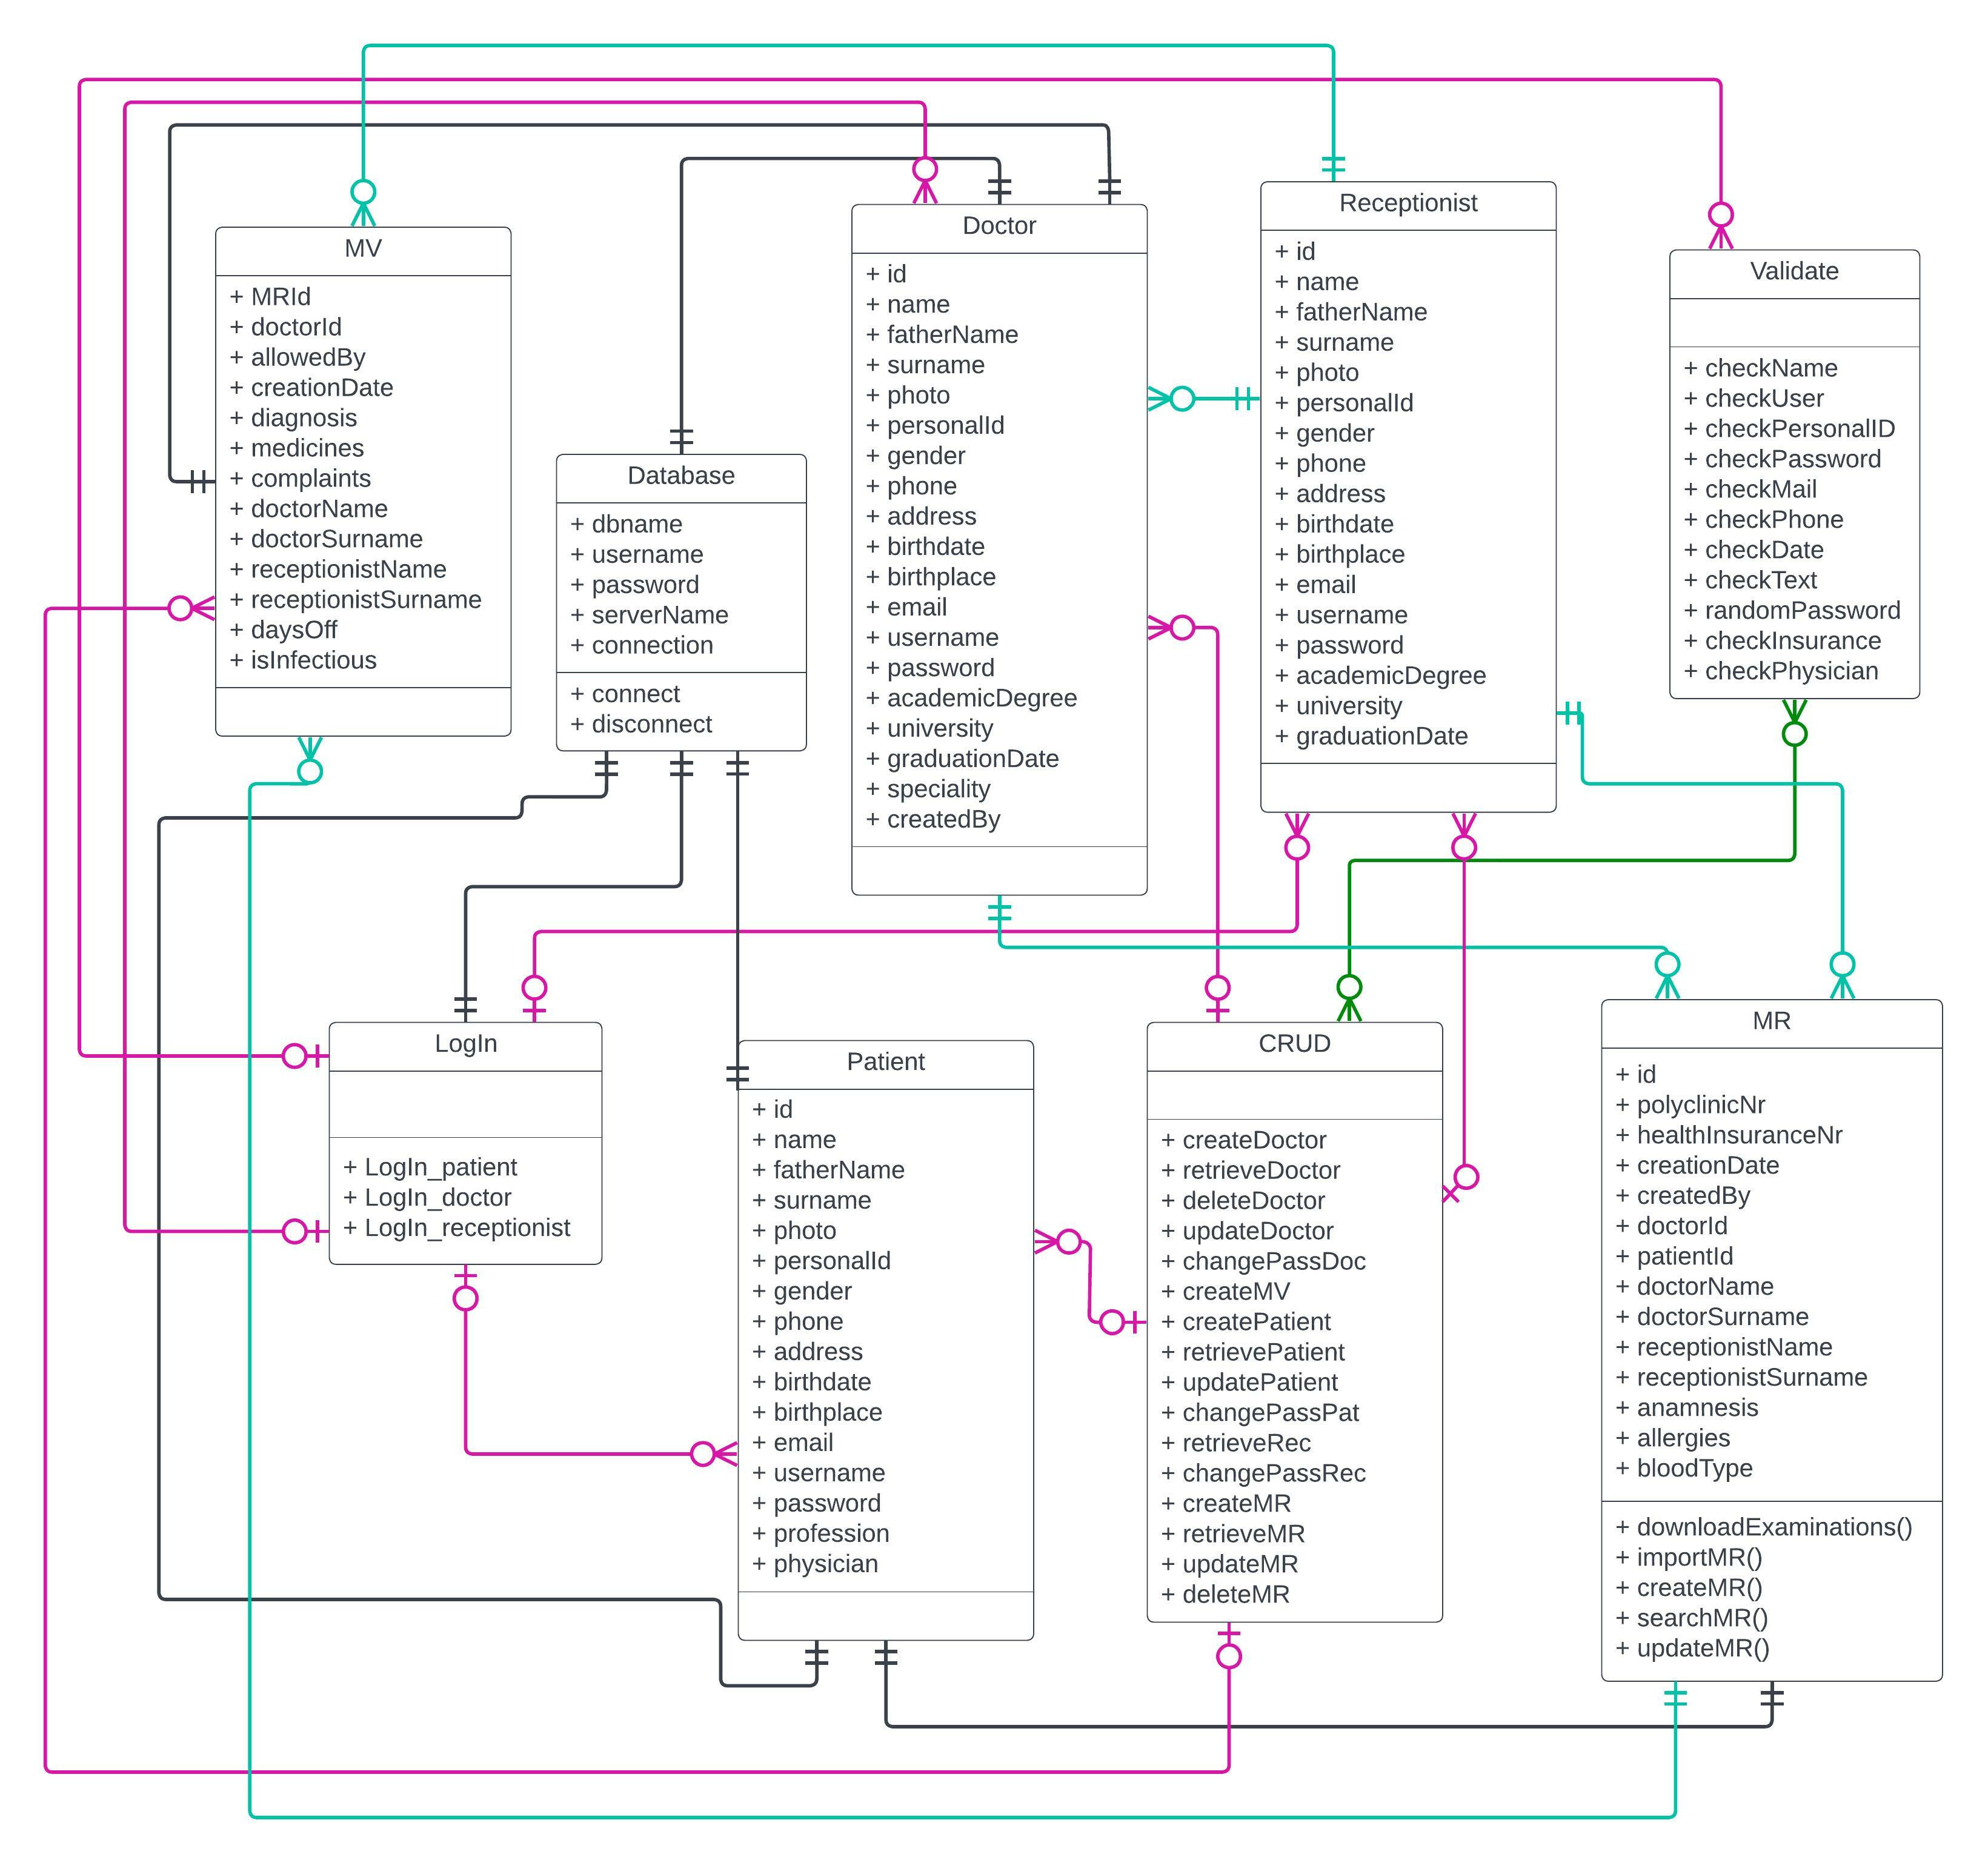 MV
+ MRId
+ doctorId
+ allowedBy
+ creationDate
+ diagnosis
+ medicines
+ complaints
+ doctorName
+ doctorSurname
+ receptionistName
+ receptionistSurname
+ daysOff
+ isInfectious
Database
+ dbname
+ username
+ password
+ serverName
+ connection
+ connect
+ disconnect
Doctor
+ id
+ name
+ fatherName
+ surname
+ photo
+ personalId
+ gender
+ phone
+ address
+ birthdate
+ birthplace
+ email
+ username
+ password
+ academicDegree
+ university
+ graduationDate
+ speciality
+ createdBy
Receptionist
+ id
+ name
+ fatherName
+ surname
+ photo
+ personalId
+ gender
+ phone
+ address
+ birthdate
+ birthplace
+ email
+ username
+ password
+ academicDegree
+ university
+ graduationDate
Validate
+ checkName
+ checkUser
+ checkPersonalID
+ checkPassword
+ checkMail
+ checkPhone
+ checkDate
+ checkText
+ randomPassword
+ checkInsurance
+ checkPhysician
LogIn
+ LogIn_patient
+ LogIn_doctor
+ LogIn_receptionist
Patient
+ id
+ name
+ fatherName
+ surname
+ photo
+ personalId
+ gender
+ phone
+ address
+ birthdate
+ birthplace
+ email
+ username
+ password
+ profession
+ physician
CRUD
+ createDoctor
+ retrieveDoctor
+ deleteDoctor
+ updateDoctor
+ changePassDoc
+ createMV
+ createPatient
+ retrievePatient
+ updatePatient
+ changePassPat
+ retrieveRec
+ changePassRec
+ createMR
+ retrieveMR
+ updateMR
+ deleteMR
MR
+ id
+ polyclinicNr
+ healthInsuranceNr
+ creationDate
+ createdBy
+ doctorId
+ patientId
+ doctorName
+ doctorSurname
+ receptionistName
+ receptionistSurname
+ anamnesis
+ allergies
+ bloodType
+ downloadExaminations()
+ importMR()
+ createMR()
+ searchMR()
+ updateMR()